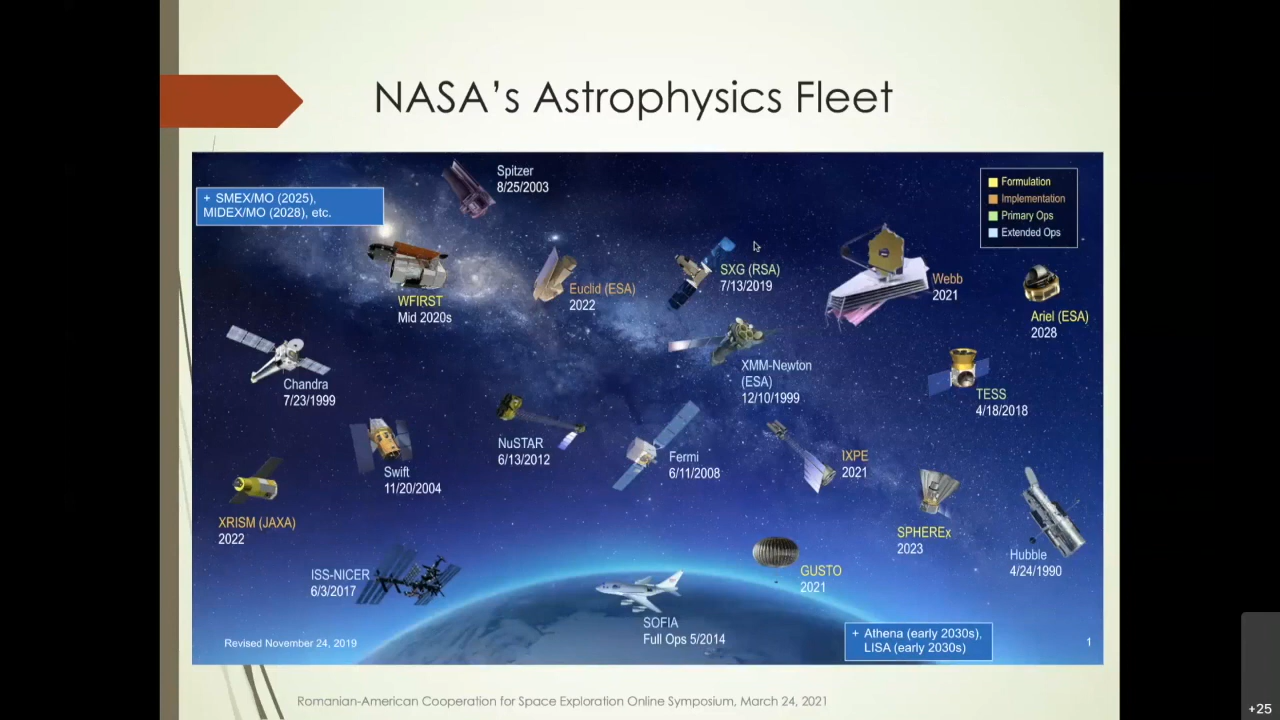 NASA's Astrophysics Fleet
Spitzer
8/25/2003
+ SMEX/MO (2025),
MIDEX/MO (2028), etc.
Formulation
Implementation
Primary Ops
Extended Ops
WFIRST
Mid 2020s
Euclid (ESA)
2022
SXG (RSA)
7/13/2019
Webb
2021
Ariel (ESA)
2028
Chandra
7/23/1999
XMM-Newton
(ESA)
12/10/1999
TESS
4/18/2018
NuSTAR
6/13/2012
Swift
11/20/2004
Fermi
6/11/2008
IXPE
2021
XRISM (JAXA)
2022
SPHEREx
2023
Hubble
4/24/1990
ISS-NICER
6/3/2017
GUSTO
2021
SOFIA
Full Ops 5/2014
Revised November 24, 2019
+ Athena (early 2030s),
LISA (early 2030s)
1
Romanian-American Cooperation for Space Exploration Online Symposium, March 24, 2021
+25